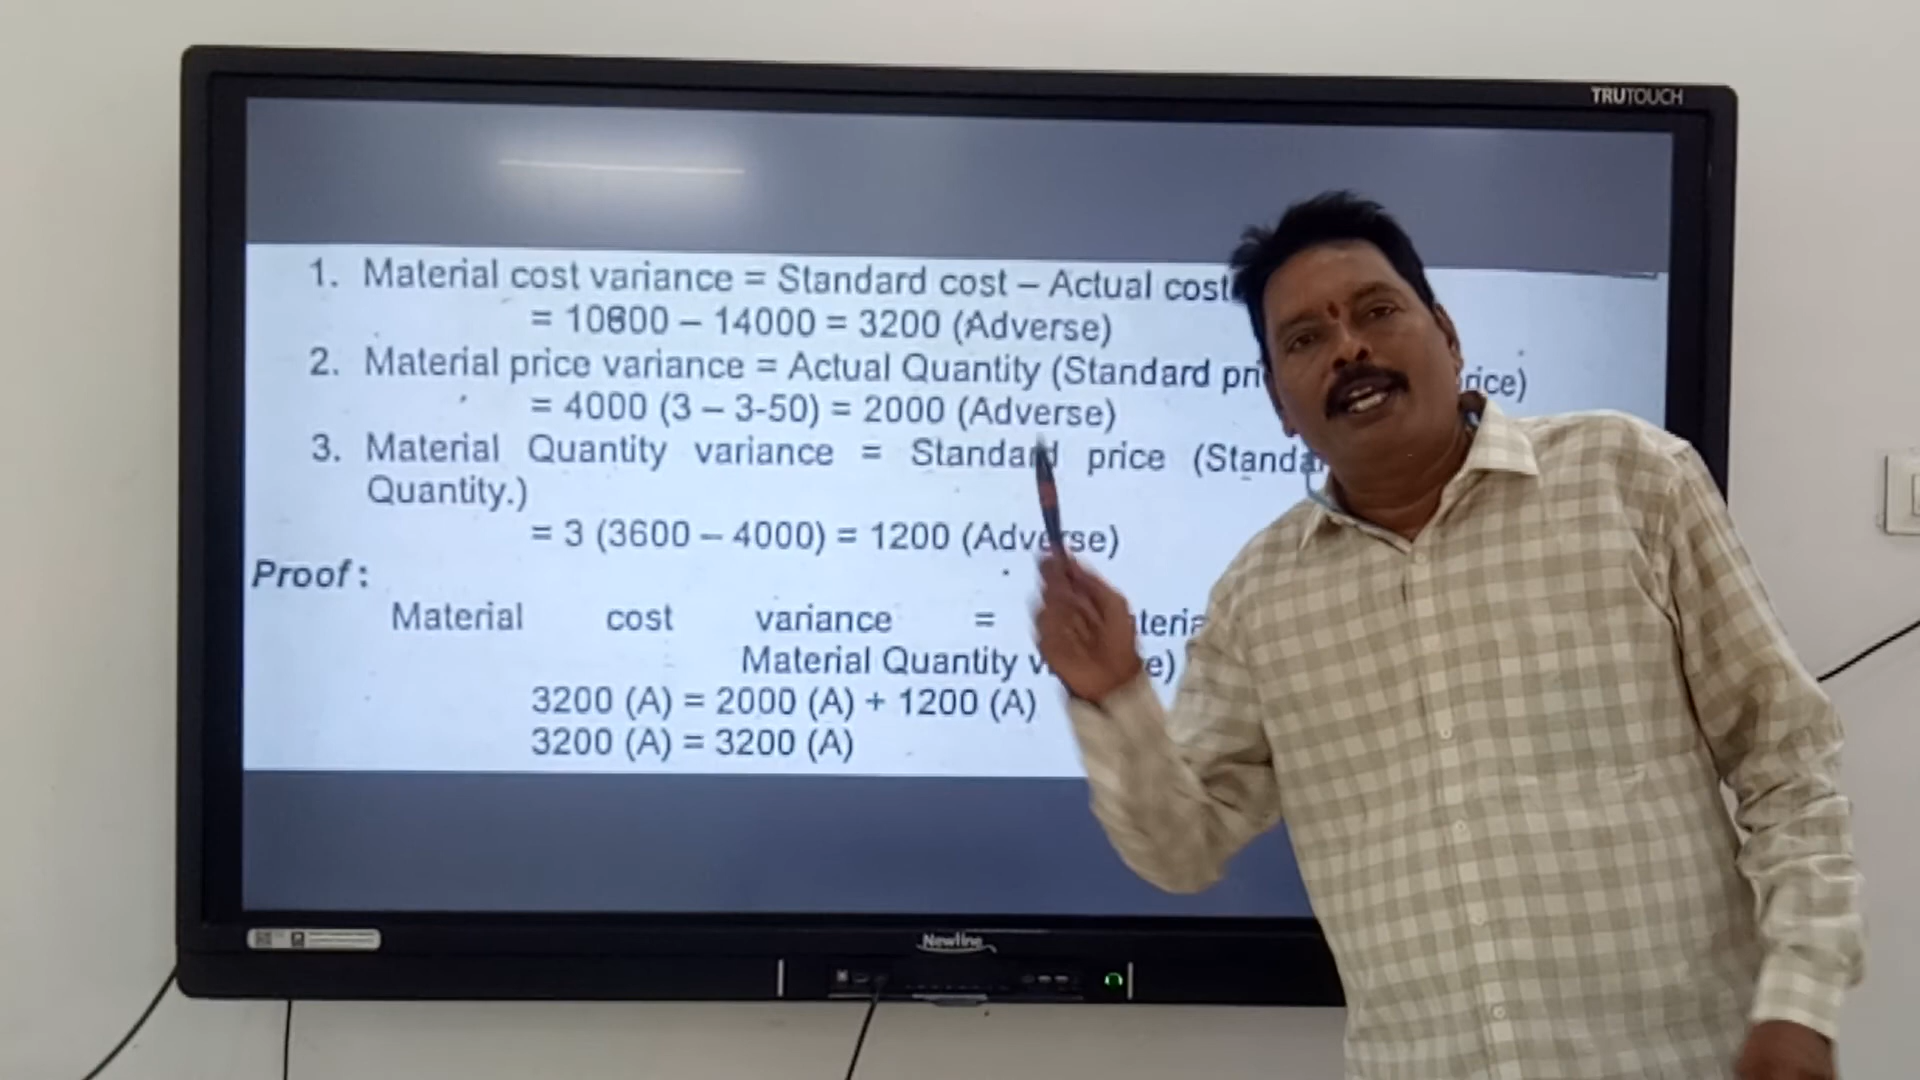 TRUTOUCH
1. Material cost variance = Standard cost – Actual cost
= 10800 – 14000 = 3200 (Adverse)
2. Material price variance = Actual Quantity (Standard
= 4000 (3 – 3-50) = 2000 (Adverse)
3. Material Quantity variance = Standard price
Quantity.)
= 3 (3600 – 4000) = 1200 (Adverse)
Proof :
Material cost variance =
Material Quantity
3200 (A) = 2000 (A) + 1200 (A)
3200 (A) = 3200 (A)
Newline